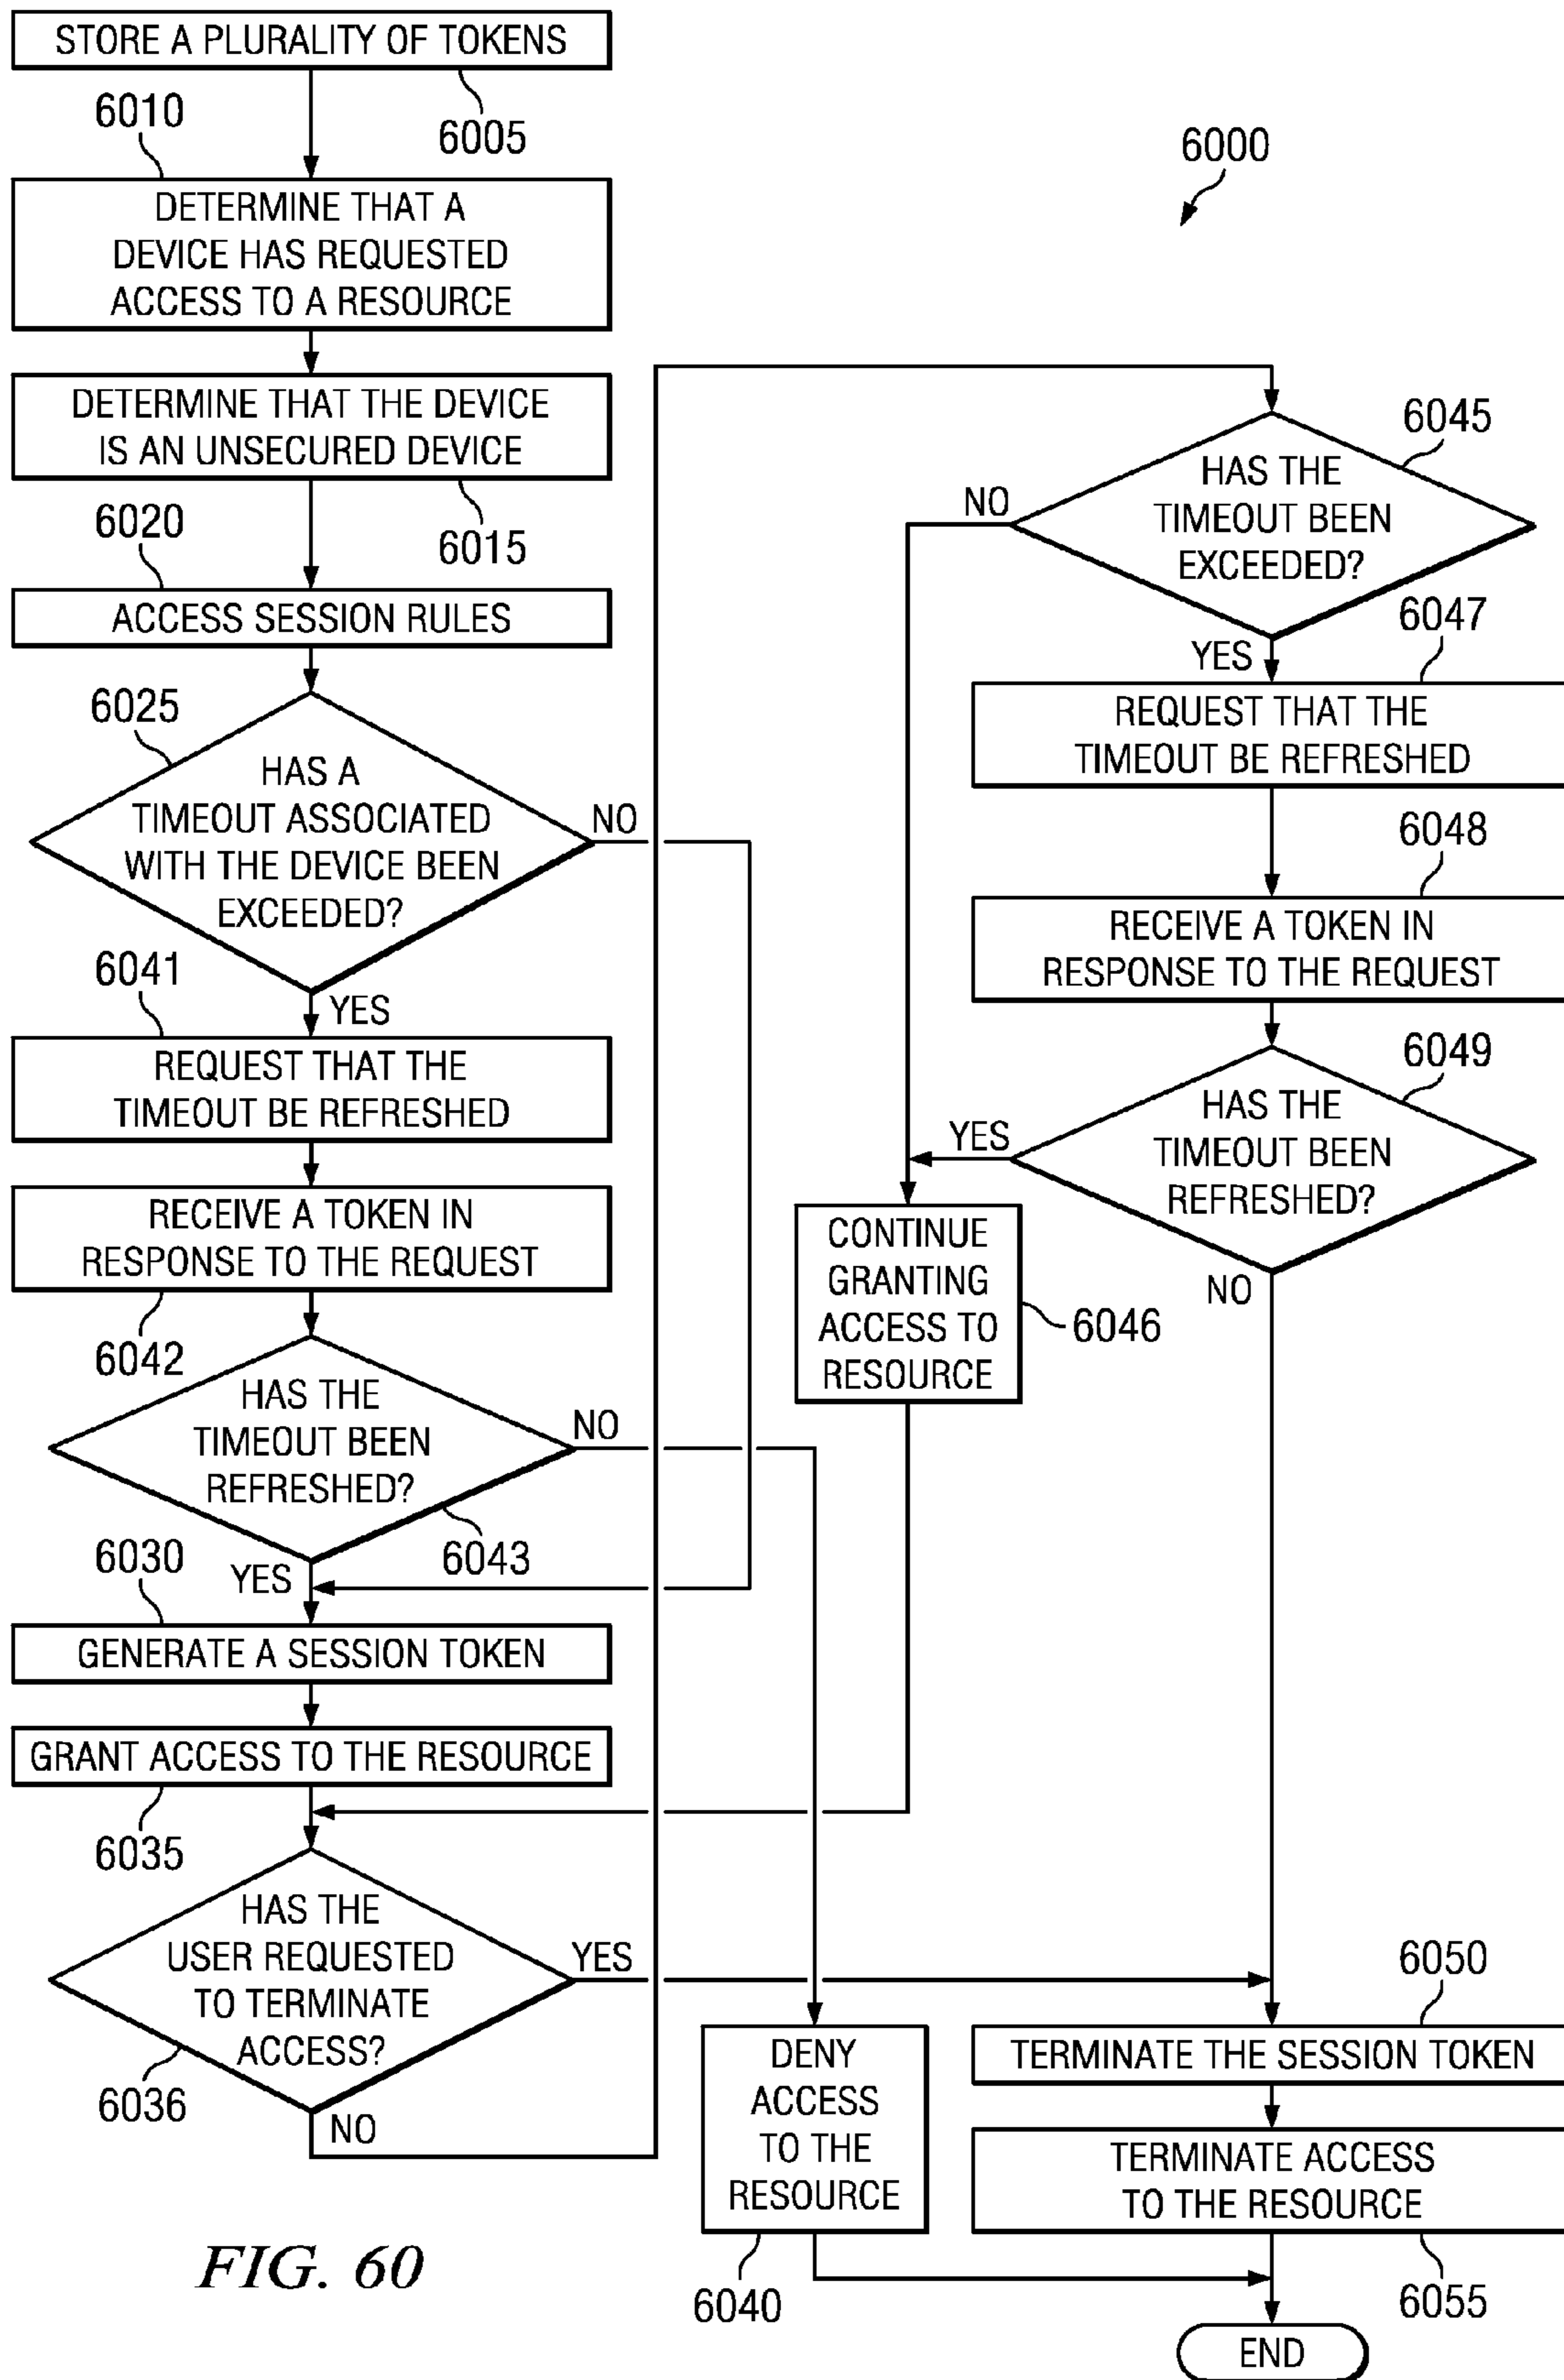 STORE A PLURALITY OF TOKENS
6005
6010
DETERMINE THAT A
DEVICE HAS REQUESTED
ACCESS TO A RESOURCE
DETERMINE THAT THE DEVICE
IS AN UNSECURED DEVICE
6015
6020
ACCESS SESSION RULES
6025
HAS A
TIMEOUT ASSOCIATED
WITH THE DEVICE BEEN
EXCEEDED?
NO
YES
6041
REQUEST THAT THE
TIMEOUT BE REFRESHED
RECEIVE A TOKEN IN
RESPONSE TO THE REQUEST
6042
HAS THE
TIMEOUT BEEN
REFRESHED?
NO
6043
YES
6030
GENERATE A SESSION TOKEN
GRANT ACCESS TO THE RESOURCE
6035
HAS THE
USER REQUESTED
TO TERMINATE
ACCESS?
YES
6036
NO
6000
6045
HAS THE
TIMEOUT BEEN
EXCEEDED?
NO
YES
6047
REQUEST THAT THE
TIMEOUT BE REFRESHED
6048
RECEIVE A TOKEN IN
RESPONSE TO THE REQUEST
6049
HAS THE
TIMEOUT BEEN
REFRESHED?
YES
NO
CONTINUE
GRANTING
ACCESS TO
RESOURCE
6046
DENY
ACCESS
TO THE
RESOURCE
6040
6050
TERMINATE THE SESSION TOKEN
TERMINATE ACCESS
TO THE RESOURCE
6055
END
FIG. 60